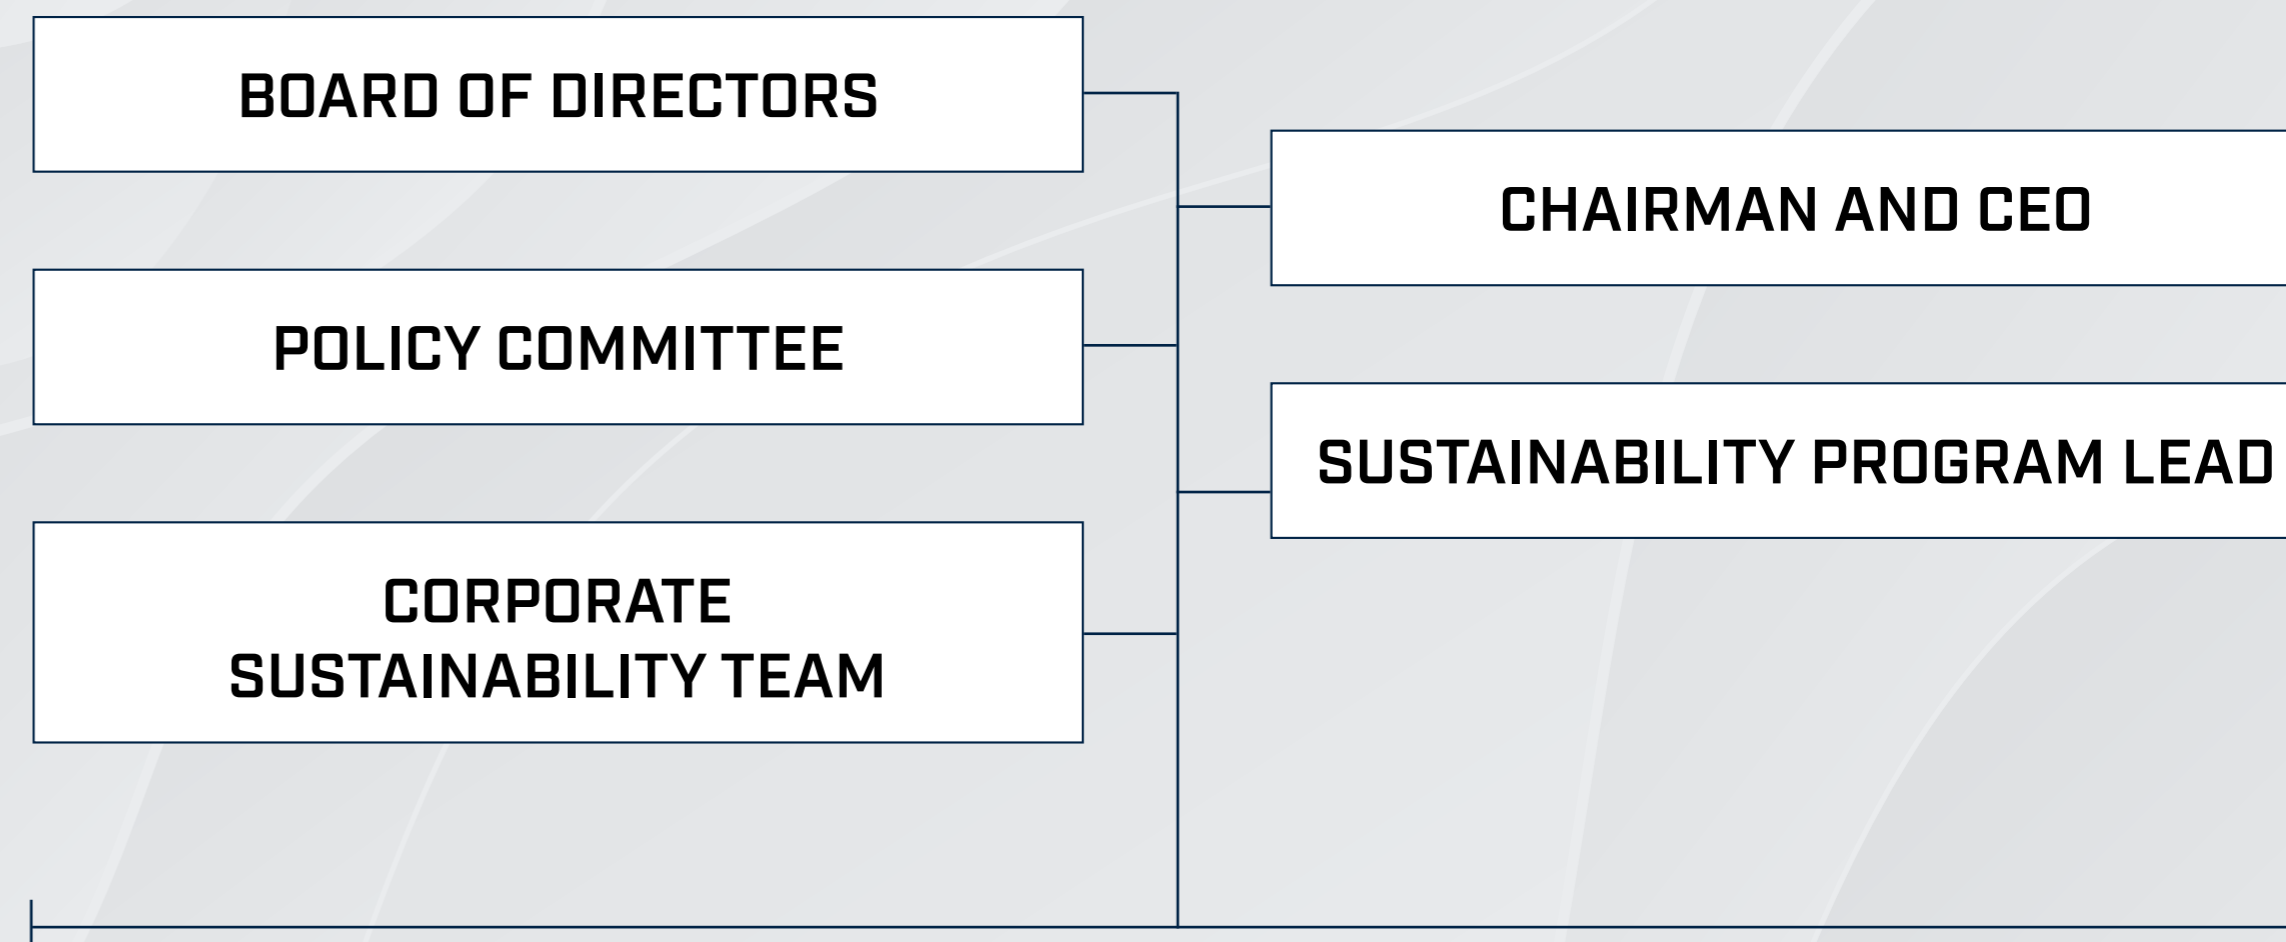 BOARD OF DIRECTORS
CHAIRMAN AND CEO
POLICY COMMITTEE
SUSTAINABILITY PROGRAM LEAD
CORPORATE
SUSTAINABILITY TEAM